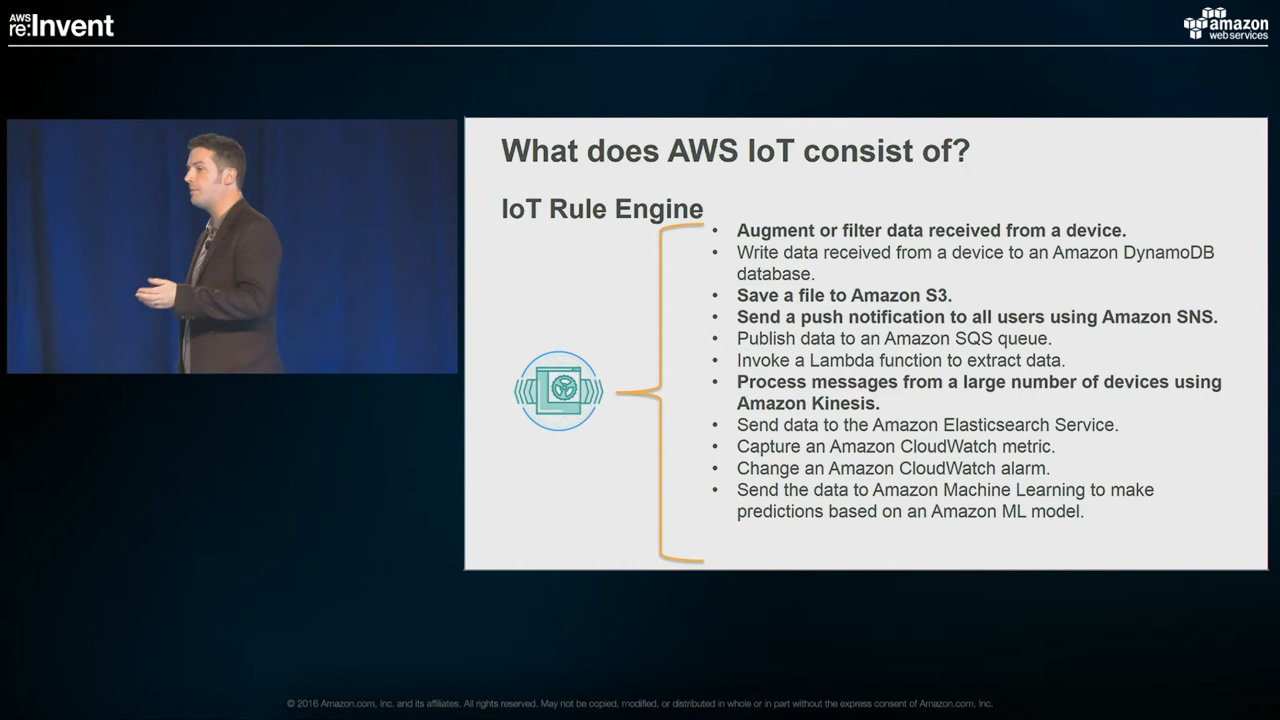 AWS
re:Invent
amazon
web services
What does AWS IoT consist of?
IoT Rule Engine
• Augment or filter data received from a device.
• Write data received from a device to an Amazon DynamoDB
database.
• Save a file to Amazon S3.
• Send a push notification to all users using Amazon SNS.
• Publish data to an Amazon SQS queue.
• Invoke a Lambda function to extract data.
• Process messages from a large number of devices using
Amazon Kinesis.
• Send data to the Amazon Elasticsearch Service.
• Capture an Amazon CloudWatch metric.
• Change an Amazon CloudWatch alarm.
• Send the data to Amazon Machine Learning to make
predictions based on an Amazon ML model.
© 2016 Amazon.com, Inc. and its affiliates. All rights reserved. May not be copied, modified, or distributed in whole or in part without the express consent of Amazon.com, Inc.